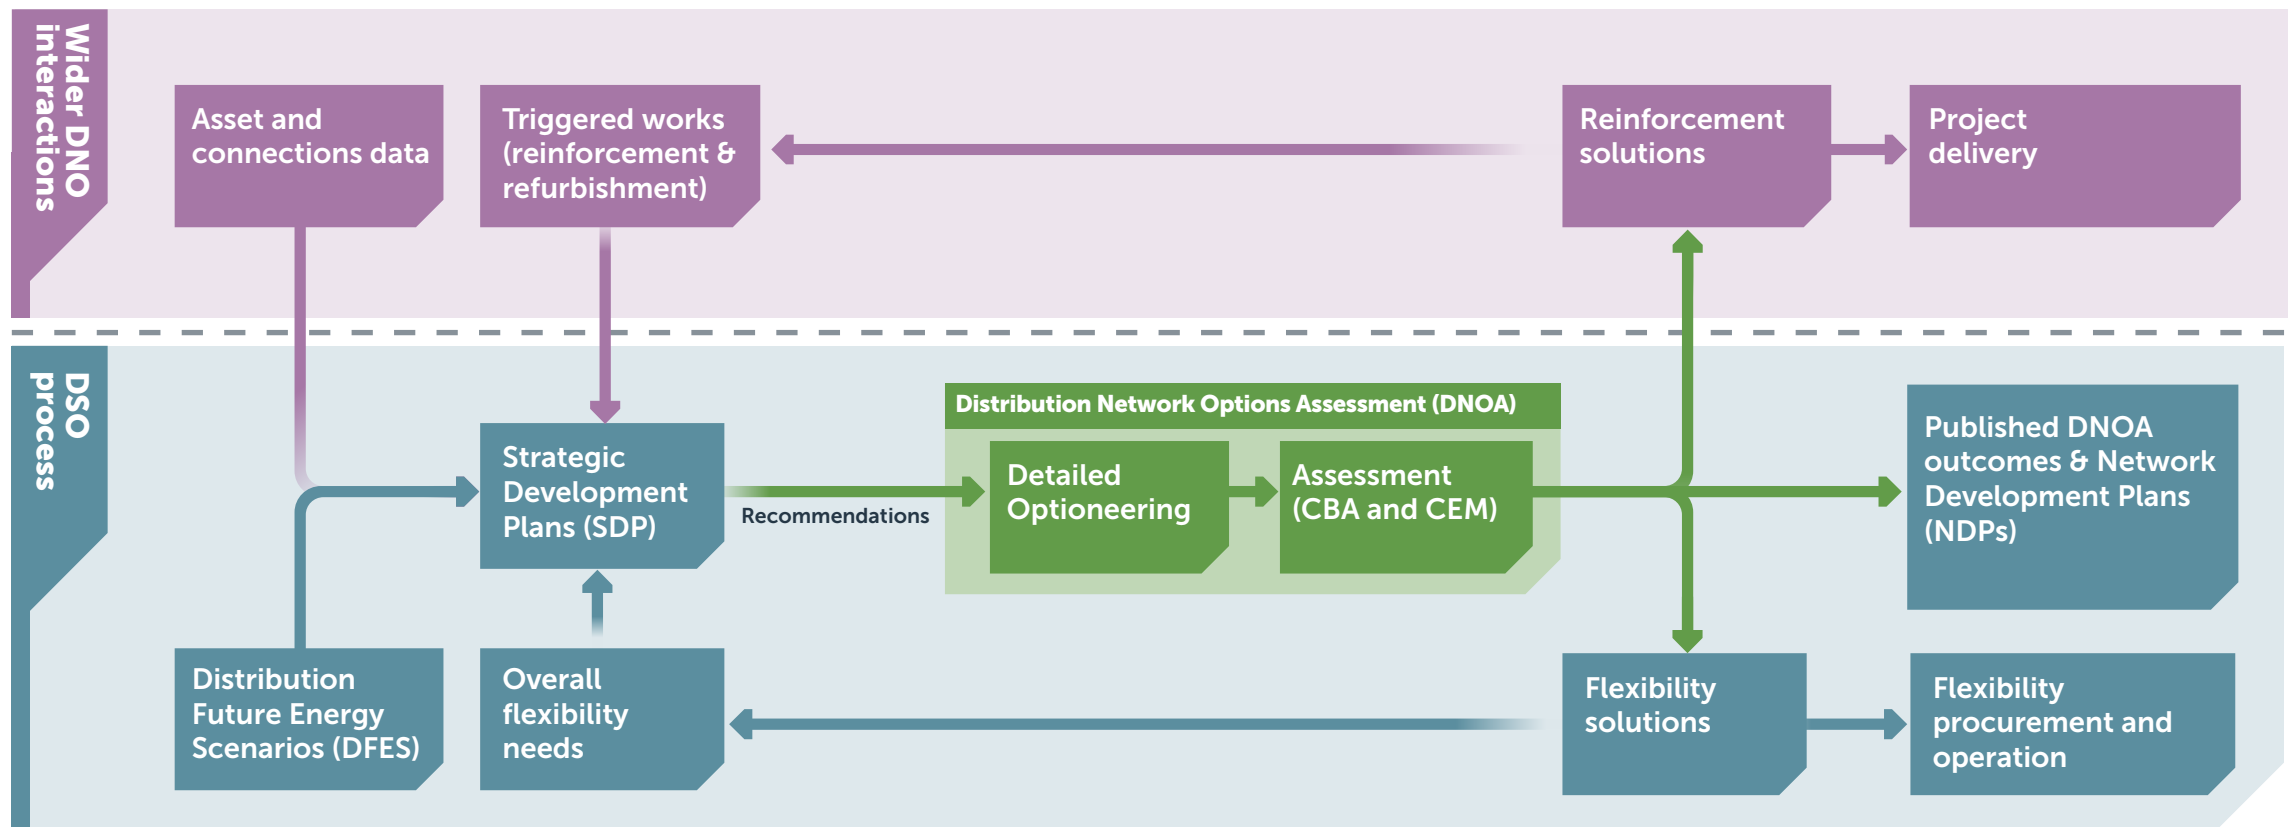 Wider DNO
interactions
Asset and
connections data
Triggered works
(reinforcement &
refurbishment)
Reinforcement
solutions
Project
delivery
DSO
process
Strategic
Development
Plans (SDP)
Recommendations
Distribution Network Options Assessment (DNOA)
Detailed
Optioneering
Assessment
(CBA and CEM)
Published DNOA
outcomes & Network
Development Plans
(NDPs)
Distribution
Future Energy
Scenarios (DFES)
Overall
flexibility
needs
Flexibility
solutions
Flexibility
procurement and
operation